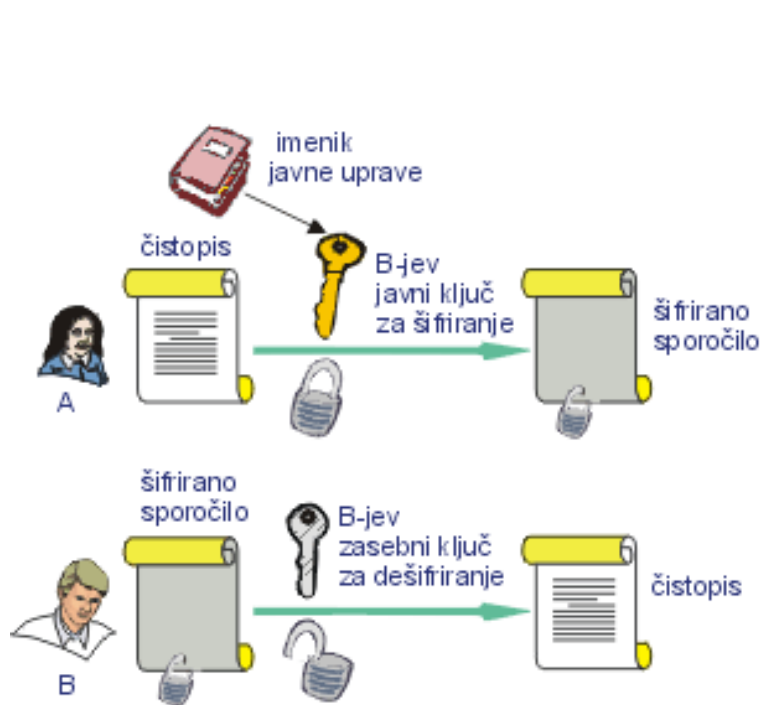 imenik
javne uprave
čistopis
B-jev
javni ključ
za šifriranje
šifrirano
sporočilo
A
šifrirano
sporočilo
B-jev
zasebni ključ
za dešifriranje
čistopis
B